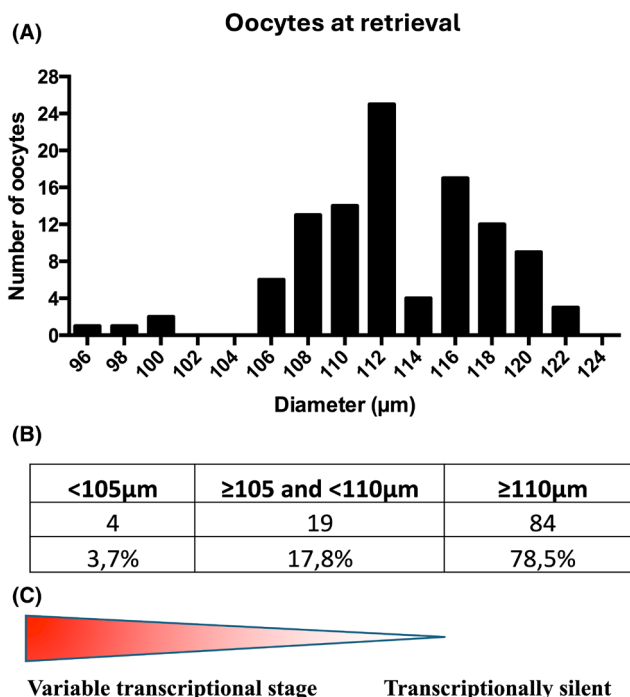 (A)
Oocytes at retrieval
Number of oocytes
28
24
20
16
12
8
4
0
96 98 100 102 104 106 108 110 112 114 116 118 120 122 124
Diameter (µm)
(B)
<105µm ≥105 and <110µm ≥110µm
4 19 84
3,7% 17,8% 78,5%
(C)
Variable transcriptional stage Transcriptionally silent